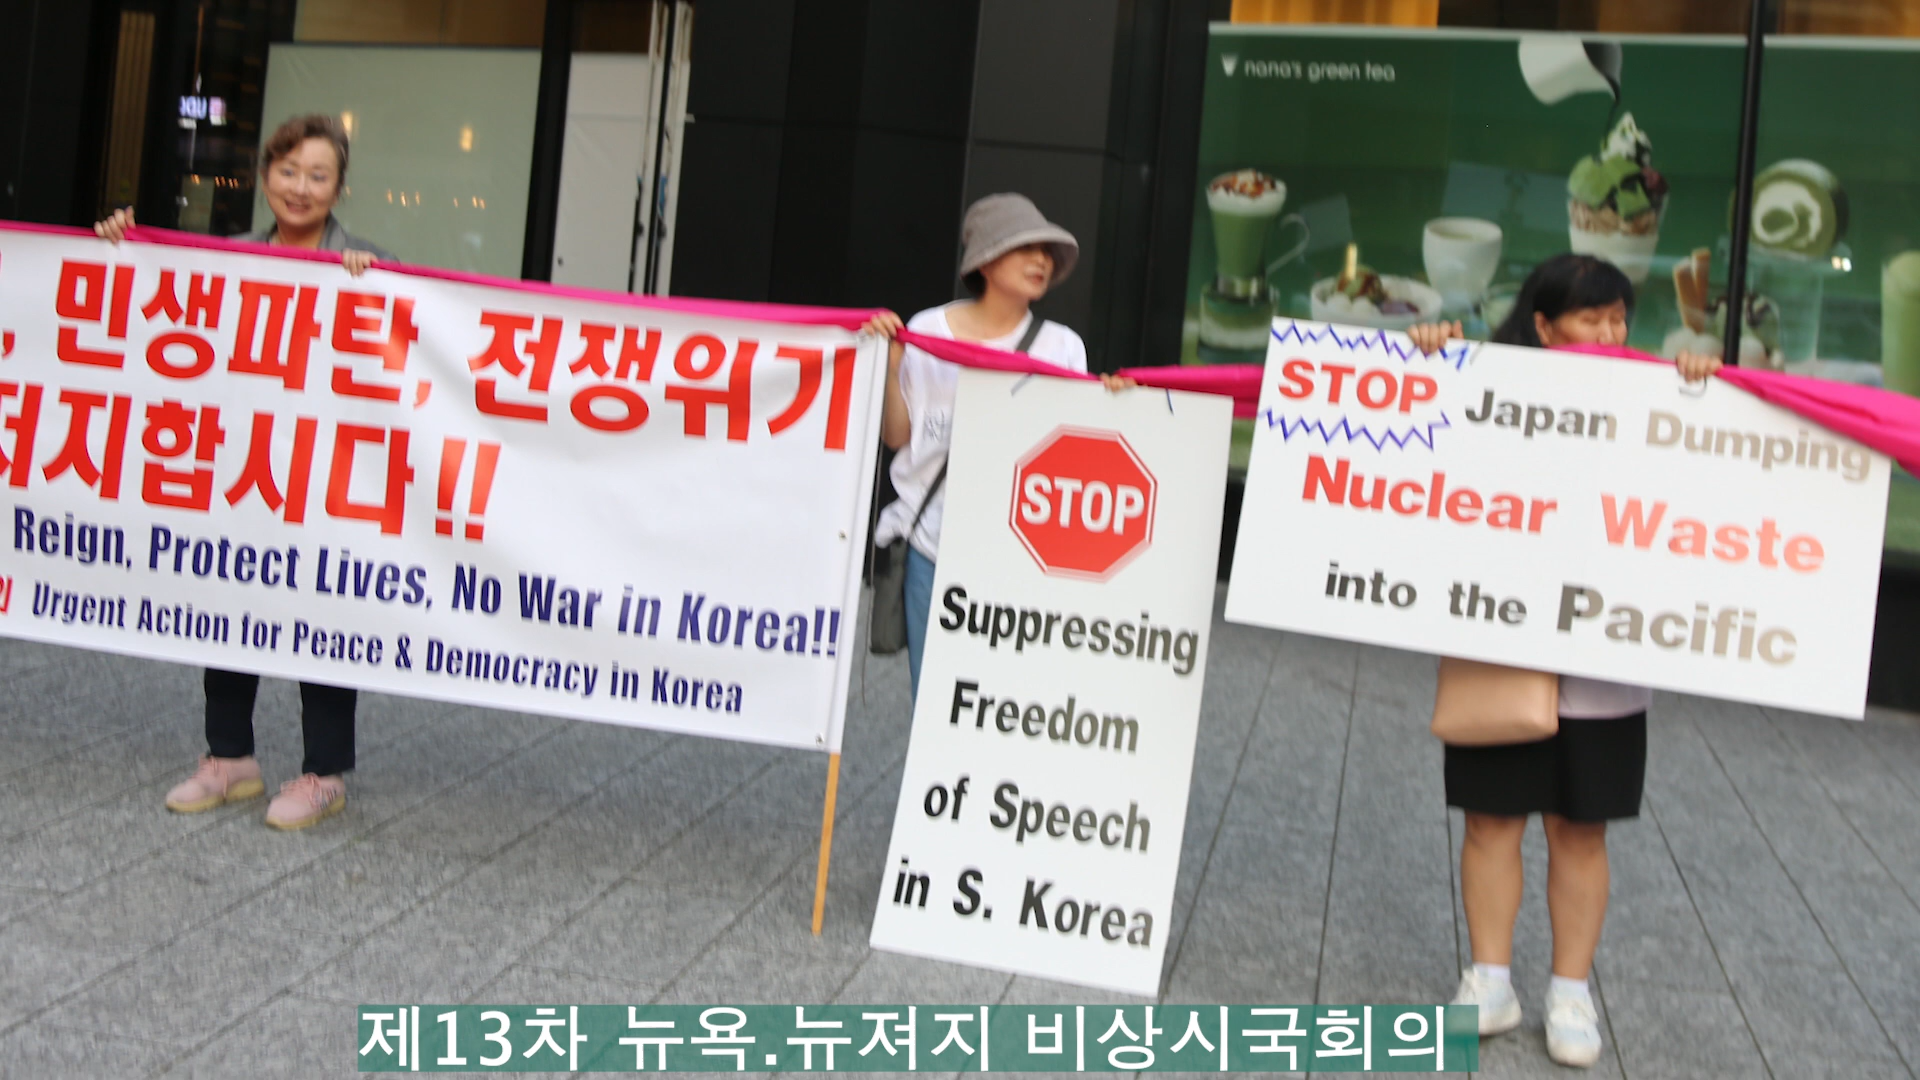 nana's green tea
민생파탄, 전쟁위기
저지합시다!!
Reign, Protect Lives, No War in Korea!!
Urgent Action for Peace & Democracy in Korea
STOP
Suppressing
Freedom
of Speech
in S. Korea
STOP Japan Dumping
Nuclear Waste
into the Pacific
제13차 뉴욕.뉴져지 비상시국회의